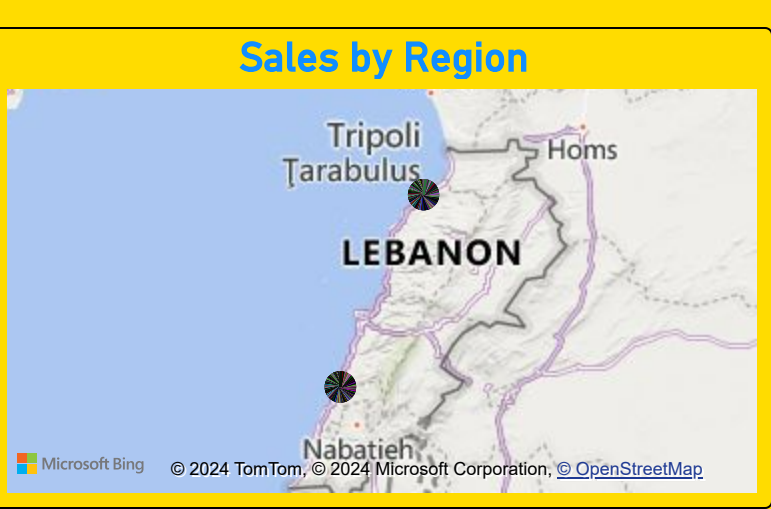 Sales by Region
Tripoli
Ţarabulus
Homs
LEBANON
Nabatieh
Microsoft Bing
© 2024 TomTom, © 2024 Microsoft Corporation, © OpenStreetMap